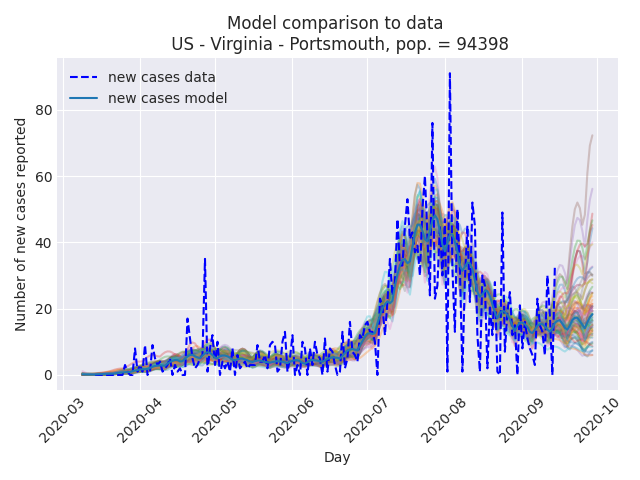 Model comparison to data
US - Virginia - Portsmouth, pop. = 94398
new cases data
new cases model
Number of new cases reported
80
60
40
20
0
2020-03
2020-04
2020-05
2020-06
2020-07
2020-08
2020-09
2020-10
Day